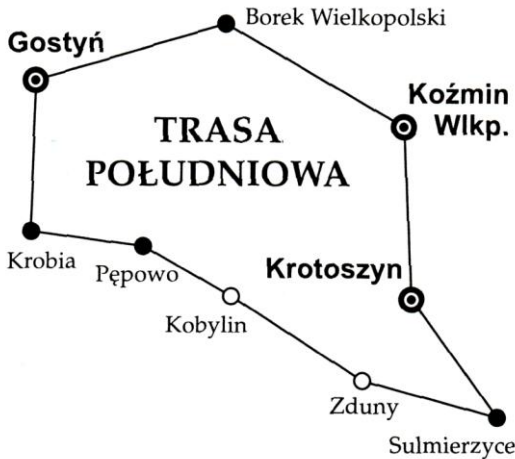 Borek Wielkopolski
Gostyń
Koźmin
Wlkp.
TRASA
POŁUDNIOWA
Krobia
Pępowo
Krotoszyn
Kobylin
Zduny
Sulmierzyce